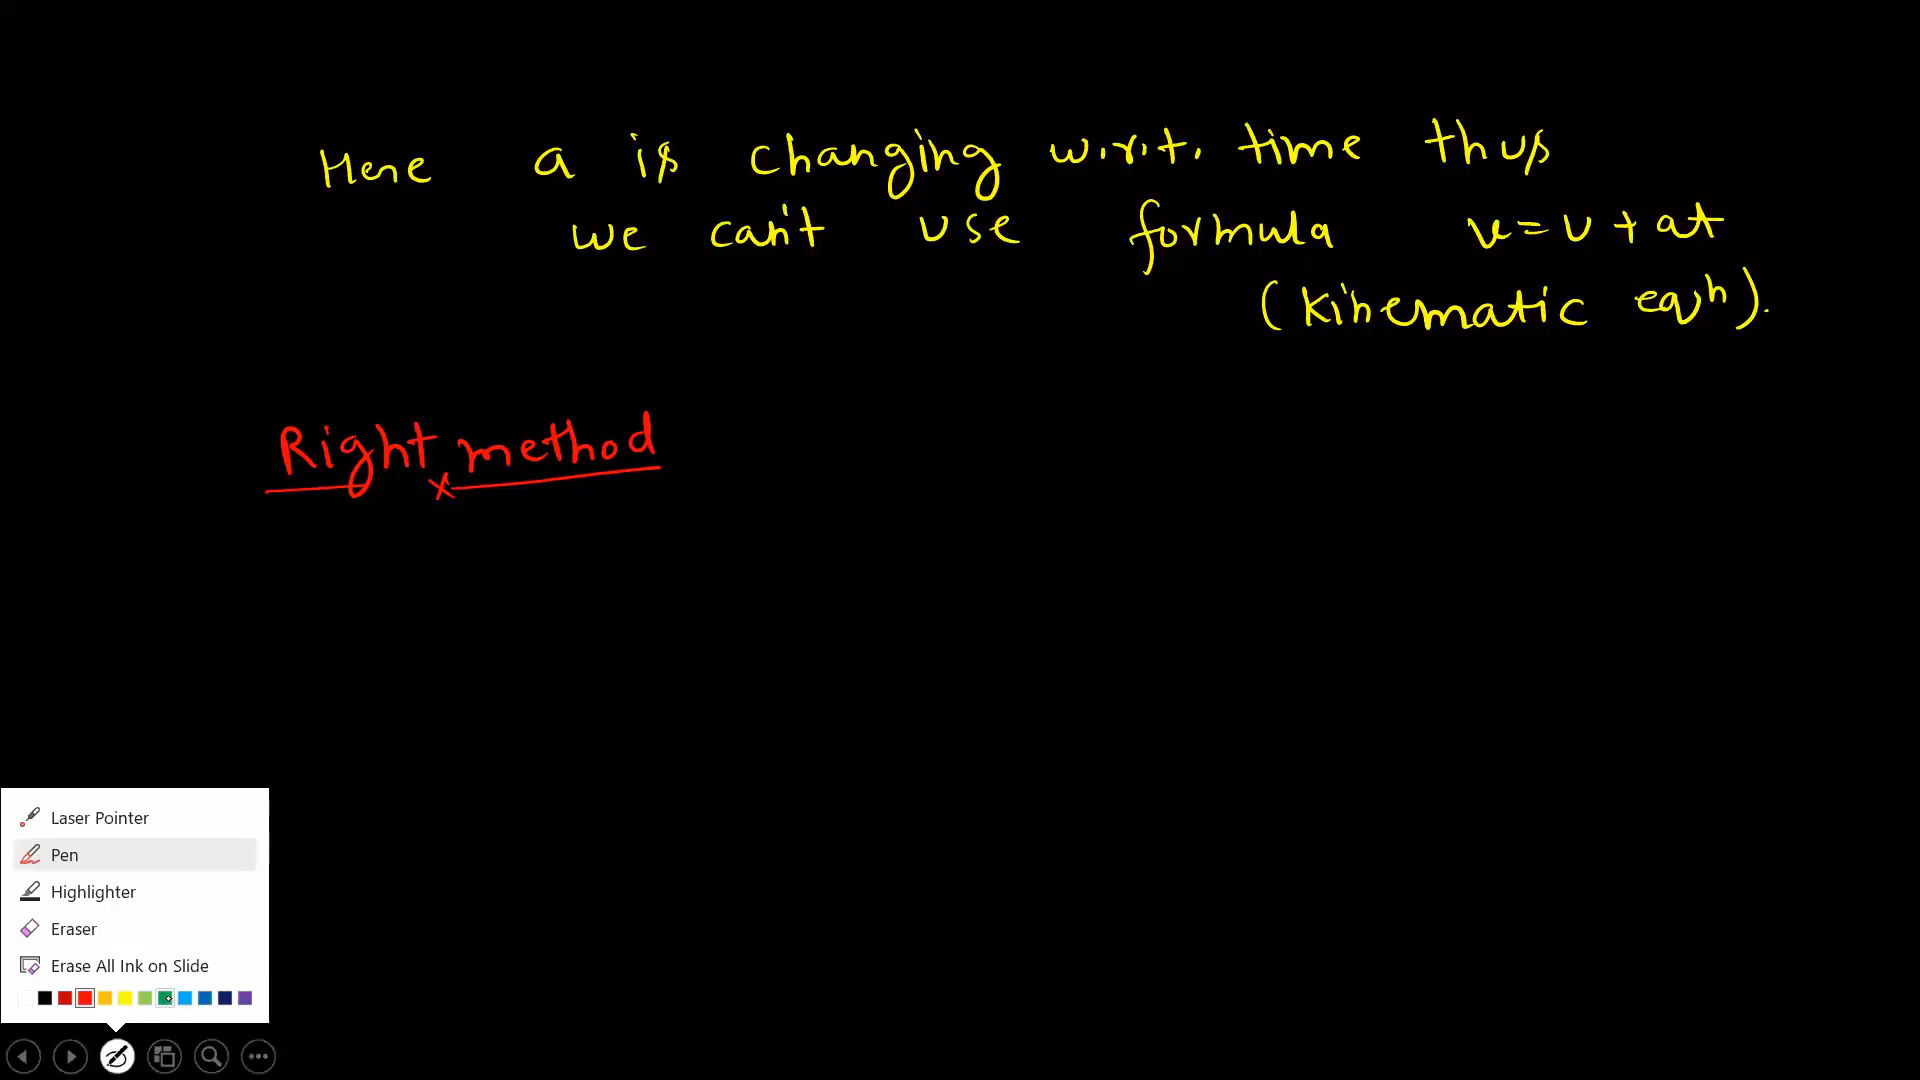 Here a is changing w.r.t. time thus
we can't use formula v=u+at
(Kinematic eqn).
Right method
Laser Pointer
Pen
Highlighter
Eraser
Erase All Ink on Slide